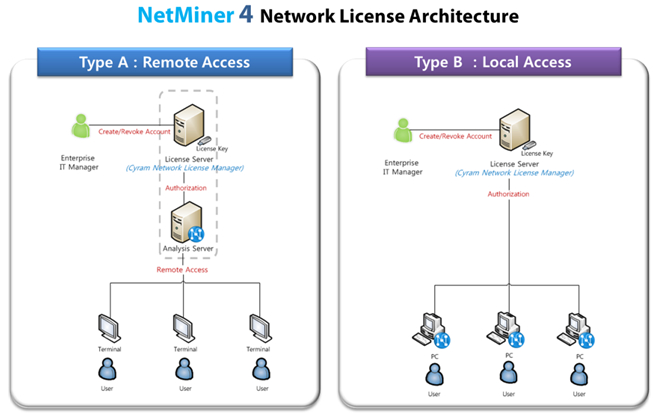 NetMiner 4 Network License Architecture
Type A : Remote Access
Create/Revoke Account
License Key
Enterprise
IT Manager
License Server
(Cyram Network License Manager)
Authorization
Analysis Server
Remote Access
Terminal Terminal Terminal
User User User
Type B : Local Access
Create/Revoke Account
License Key
Enterprise
IT Manager
License Server
(Cyram Network License Manager)
Authorization
PC PC PC
User User User